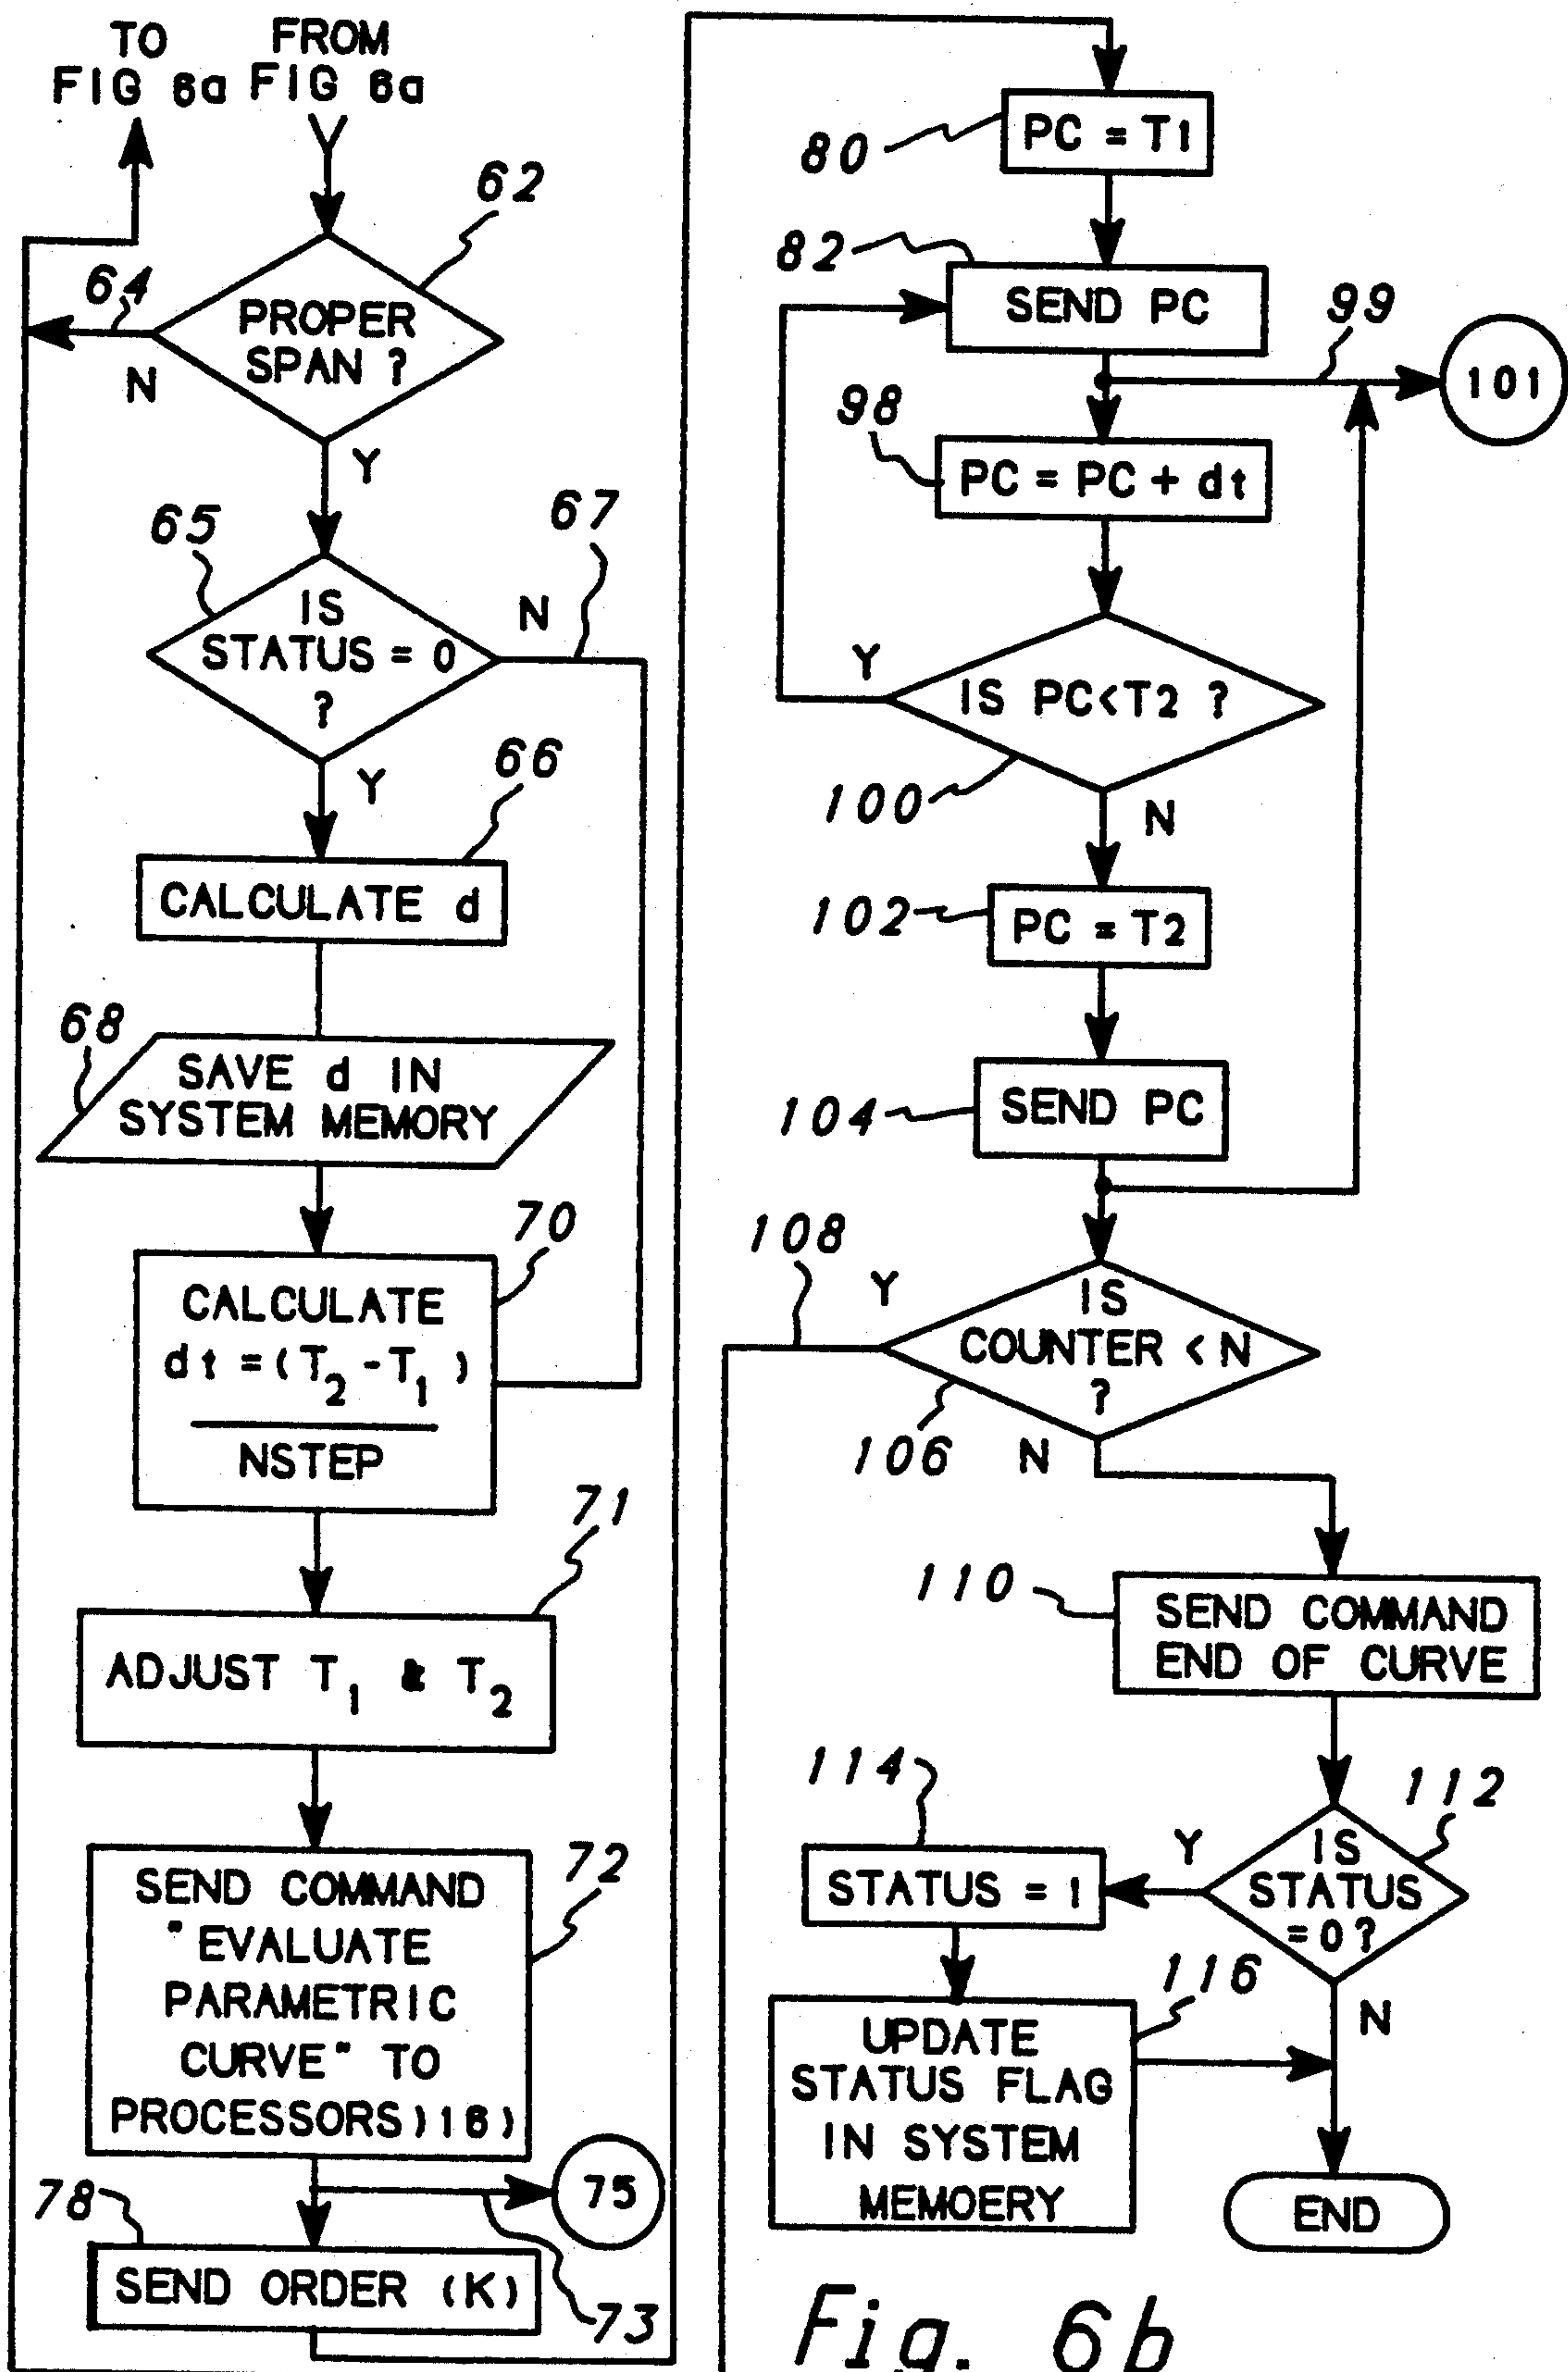 TO
FIG 6a
FROM
FIG 6a
62
64
PROPER
SPAN ?
N
Y
65
67
IS
STATUS = 0
?
N
Y
66
CALCULATE d
68
SAVE d IN
SYSTEM MEMORY
70
CALCULATE
dt = (T2 - T1)
NSTEP
71
ADJUST T1 & T2
72
SEND COMMAND
"EVALUATE
PARAMETRIC
CURVE" TO
PROCESSORS)16)
75
73
78
SEND ORDER (K)
80
PC = T1
82
SEND PC
99
101
98
PC = PC + dt
Y
IS PC<T2 ?
100
N
102
PC = T2
104
SEND PC
108
Y
IS
COUNTER < N
?
106
N
110
SEND COMMAND
END OF CURVE
112
IS
STATUS
=0?
Y
N
114
STATUS = 1
116
UPDATE
STATUS FLAG
IN SYSTEM
MEMOERY
END
Fig. 6b